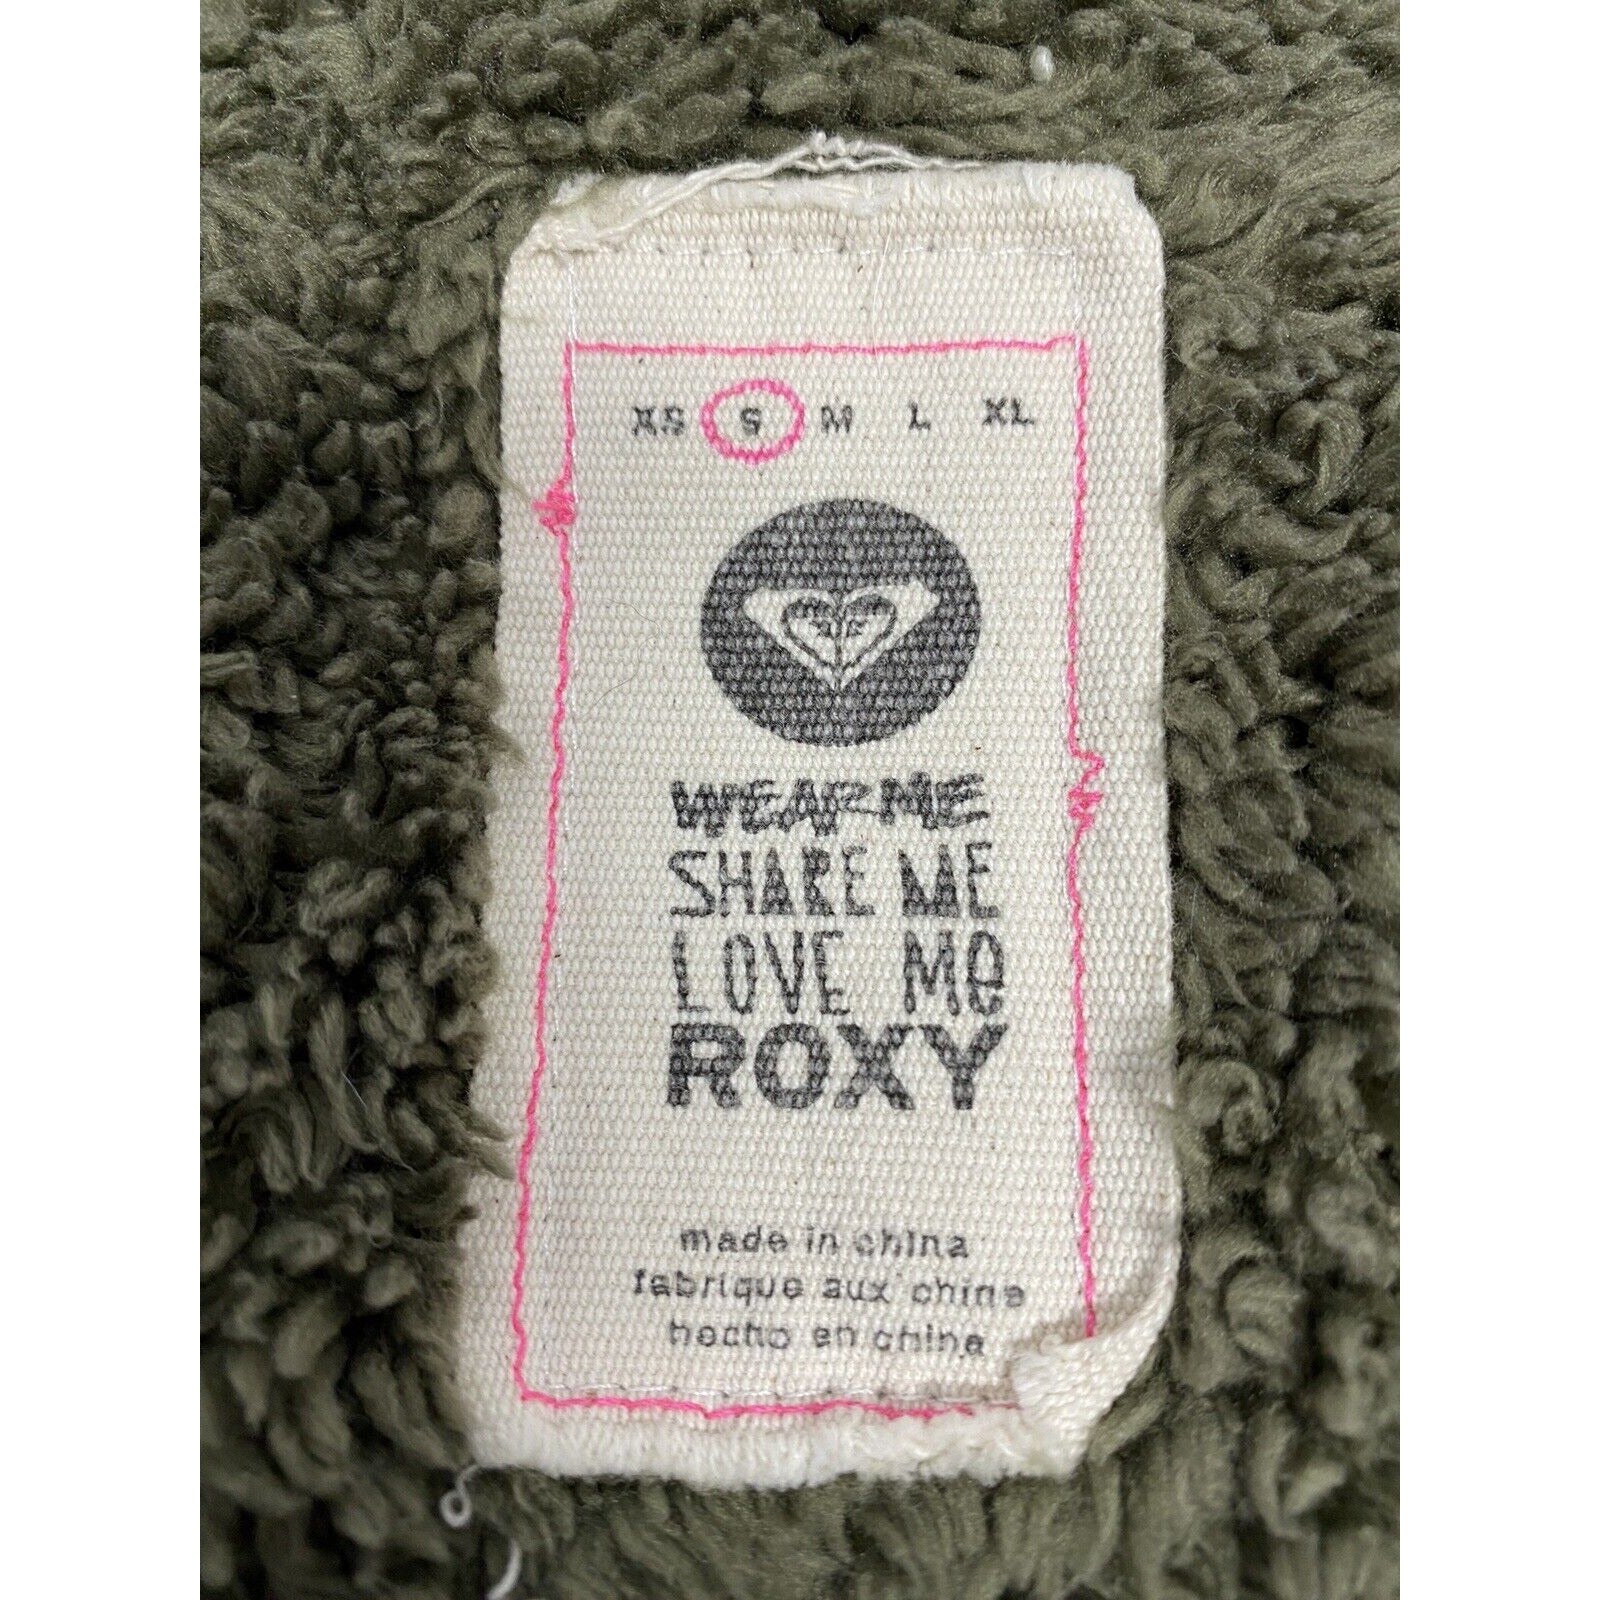 XS S M L XL
WEAR ME
SHARE ME
LOVE Me
ROXY
made in china
fabrique aux chine
hecho en china